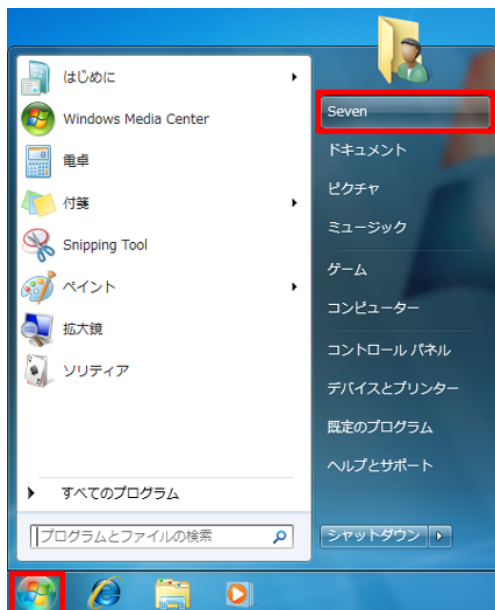 はじめに
Windows Media Center
電卓
付箋
Snipping Tool
ペイント
拡大鏡
ソリティア
すべてのプログラム
プログラムとファイルの検索
Seven
ドキュメント
ピクチャ
ミュージック
ゲーム
コンピューター
コントロール パネル
デバイスとプリンター
既定のプログラム
ヘルプとサポート
シャットダウン